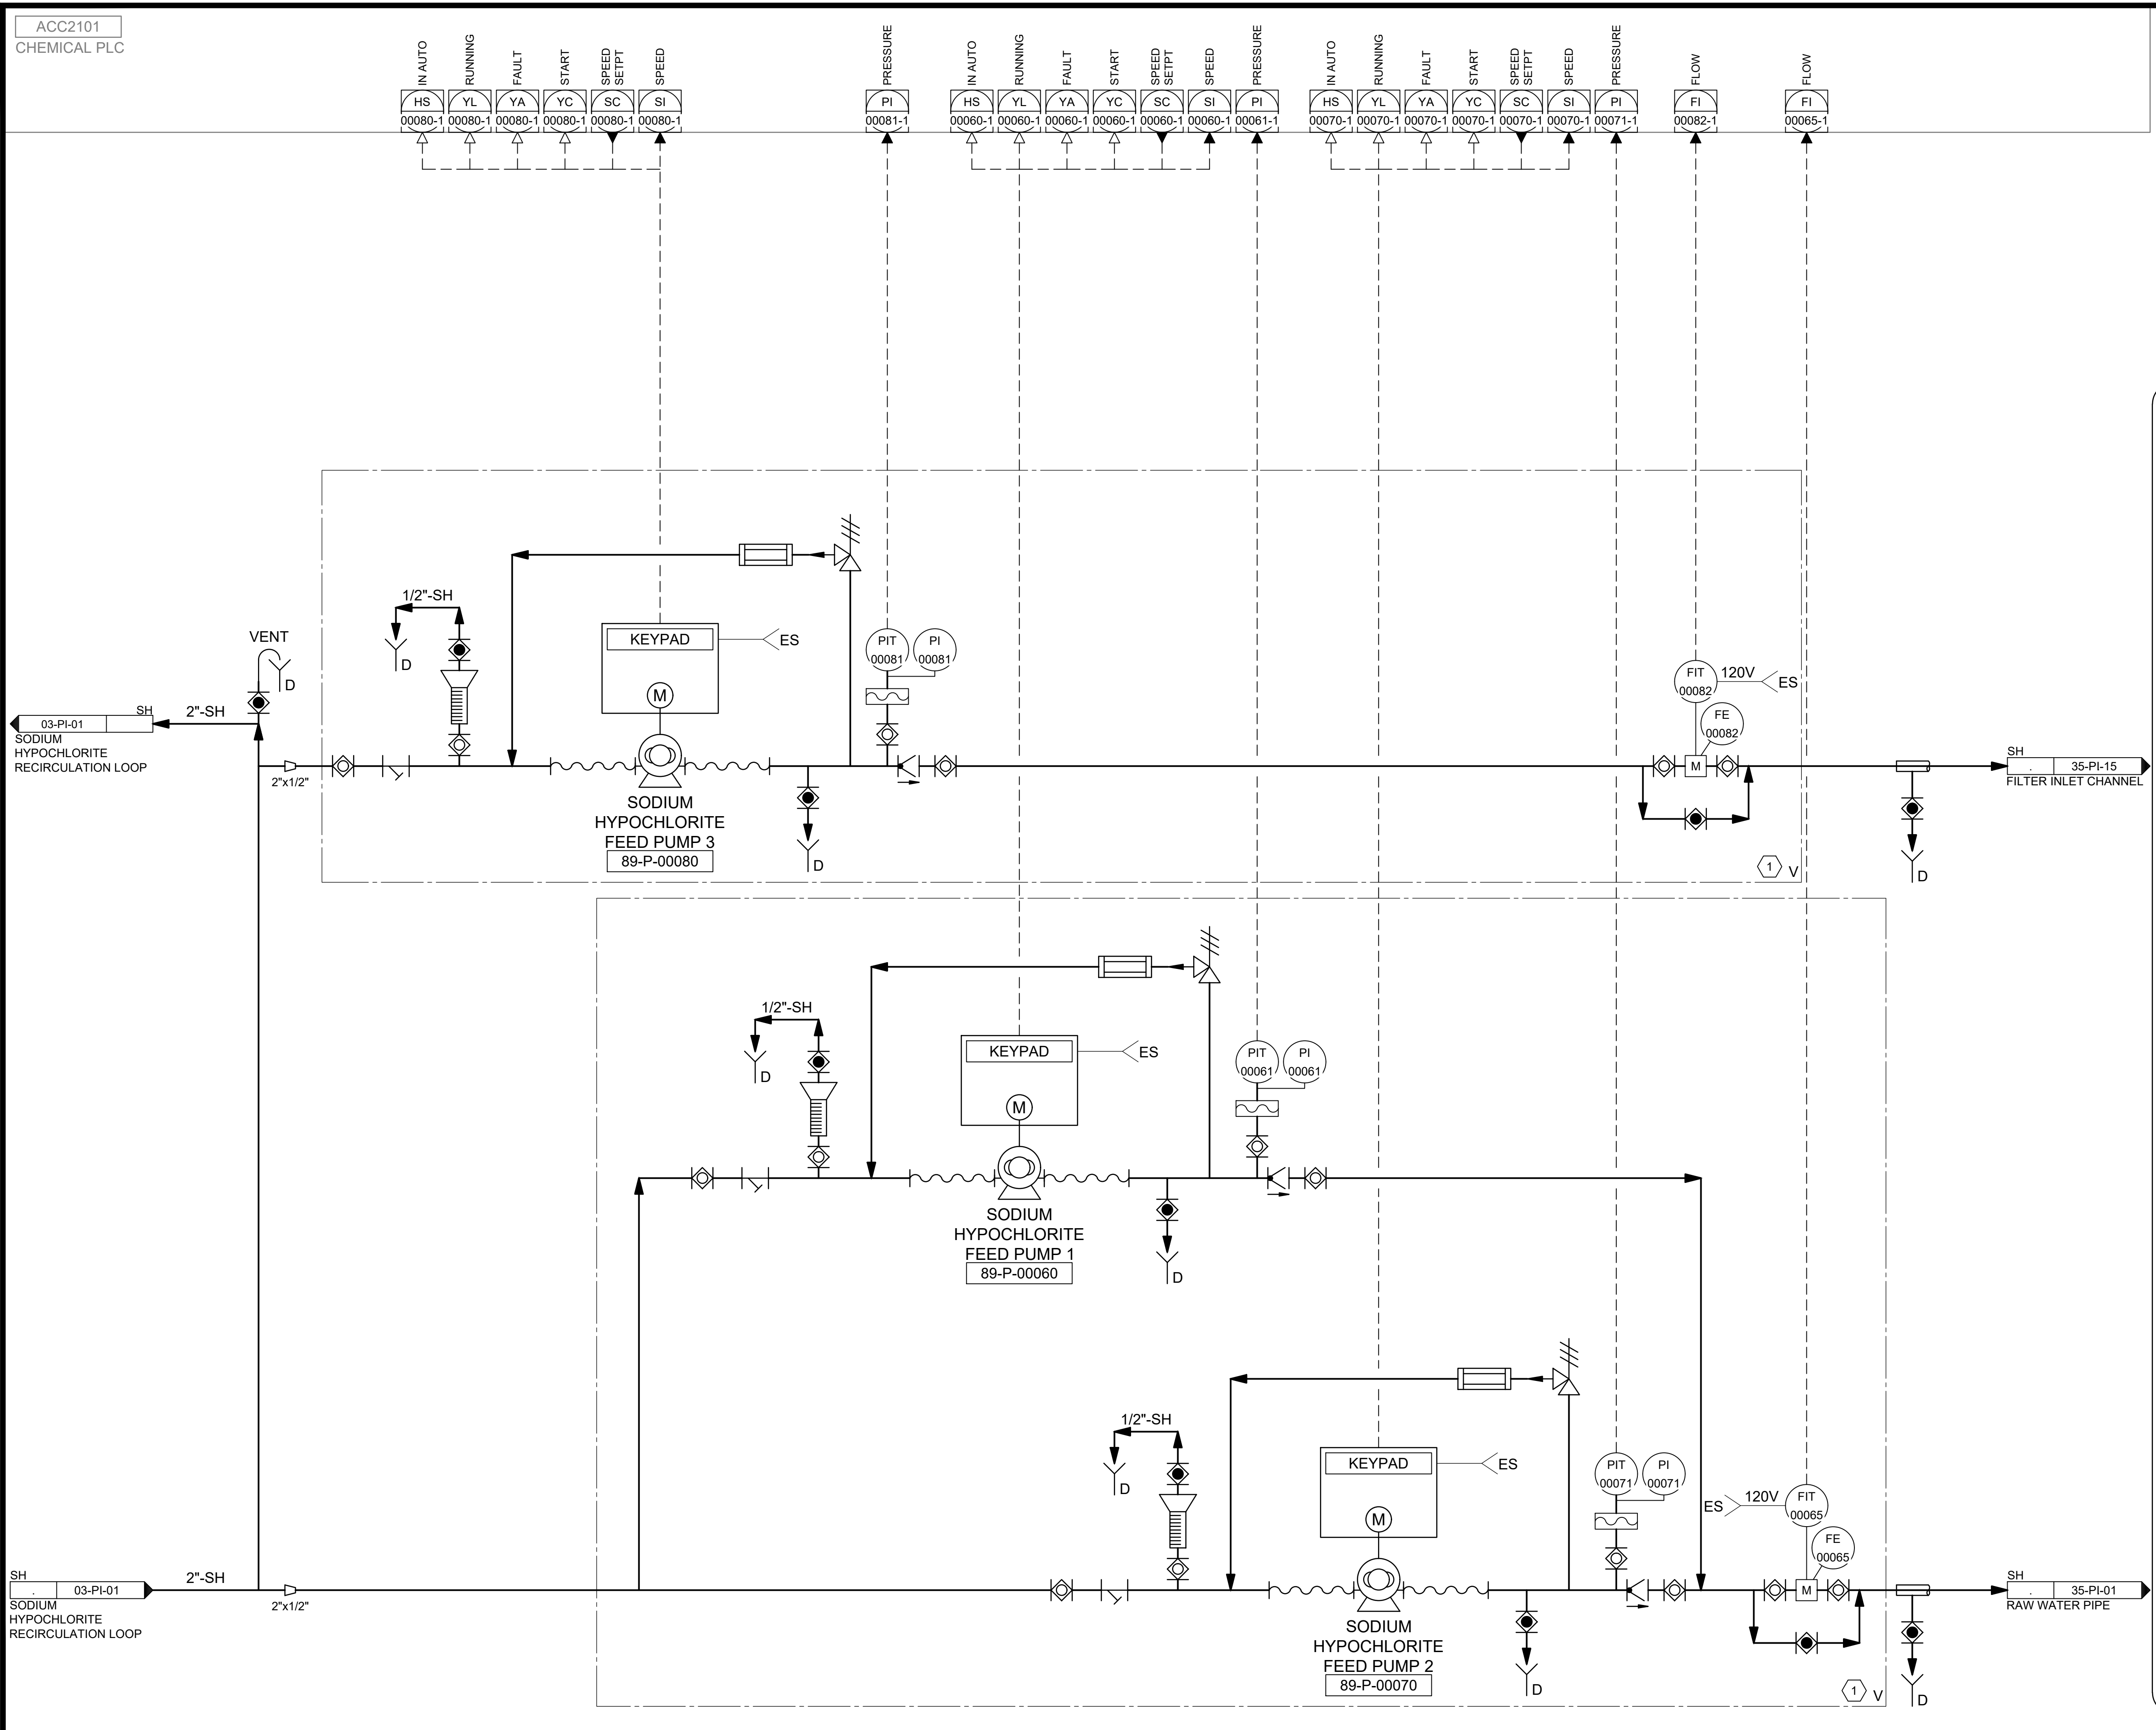 ACC2101
CHEMICAL PLC
IN AUTO
RUNNING
FAULT
START
SPEED
SETPT
SPEED
PRESSURE
IN AUTO
RUNNING
FAULT
START
SPEED
SETPT
SPEED
PRESSURE
IN AUTO
RUNNING
FAULT
START
SPEED
SETPT
SPEED
PRESSURE
FLOW
FLOW
HS YL YA YC SC SI PI HS YL YA YC SC SI PI HS YL YA YC SC SI PI FI FI
00080-1 00080-1 00080-1 00080-1 00080-1 00080-1 00081-1 00060-1 00060-1 00060-1 00060-1 00060-1 00060-1 00061-1 00070-1 00070-1 00070-1 00070-1 00070-1 00070-1 00071-1 00082-1 00065-1
1/2"-SH
D
VENT
D
KEYPAD
ES
M
PIT
00081
PI
00081
FIT
00082
120V
ES
FE
00082
M
03-PI-01
SH
2"-SH
SODIUM
HYPOCHLORITE
RECIRCULATION LOOP
2"x1/2"
SODIUM
HYPOCHLORITE
FEED PUMP 3
89-P-00080
D
SH
. 35-PI-15
FILTER INLET CHANNEL
D
1
V
1/2"-SH
D
KEYPAD
ES
M
PIT
00061
PI
00061
SODIUM
HYPOCHLORITE
FEED PUMP 1
89-P-00060
D
1/2"-SH
D
KEYPAD
ES
M
PIT
00071
PI
00071
ES
120V
FIT
00065
FE
00065
M
SH
. 03-PI-01
2"-SH
SODIUM
HYPOCHLORITE
RECIRCULATION LOOP
2"x1/2"
SODIUM
HYPOCHLORITE
FEED PUMP 2
89-P-00070
D
SH
. 35-PI-01
RAW WATER PIPE
D
1
V